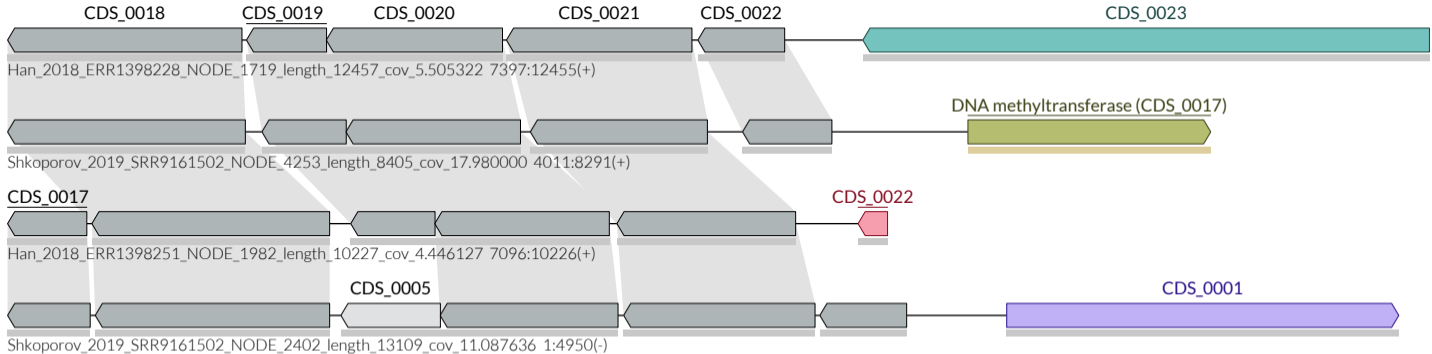 CDS_0018 CDS_0019 CDS_0020 CDS_0021 CDS_0022 CDS_0023
Han_2018_ERR1398228_NODE_1719_length_12457_cov_5.505322 7397:12455(+)
DNA methyltransferase (CDS_0017)
Shkoporov_2019_SRR9161502_NODE_4253_length_8405_cov_17.980000 4011:8291(+)
CDS_0017 CDS_0022
Han_2018_ERR1398251_NODE_1982_length_10227_cov_4.446127 7096:10226(+)
CDS_0005 CDS_0001
Shkoporov_2019_SRR9161502_NODE_2402_length_13109_cov_11.087636 1:4950(-)